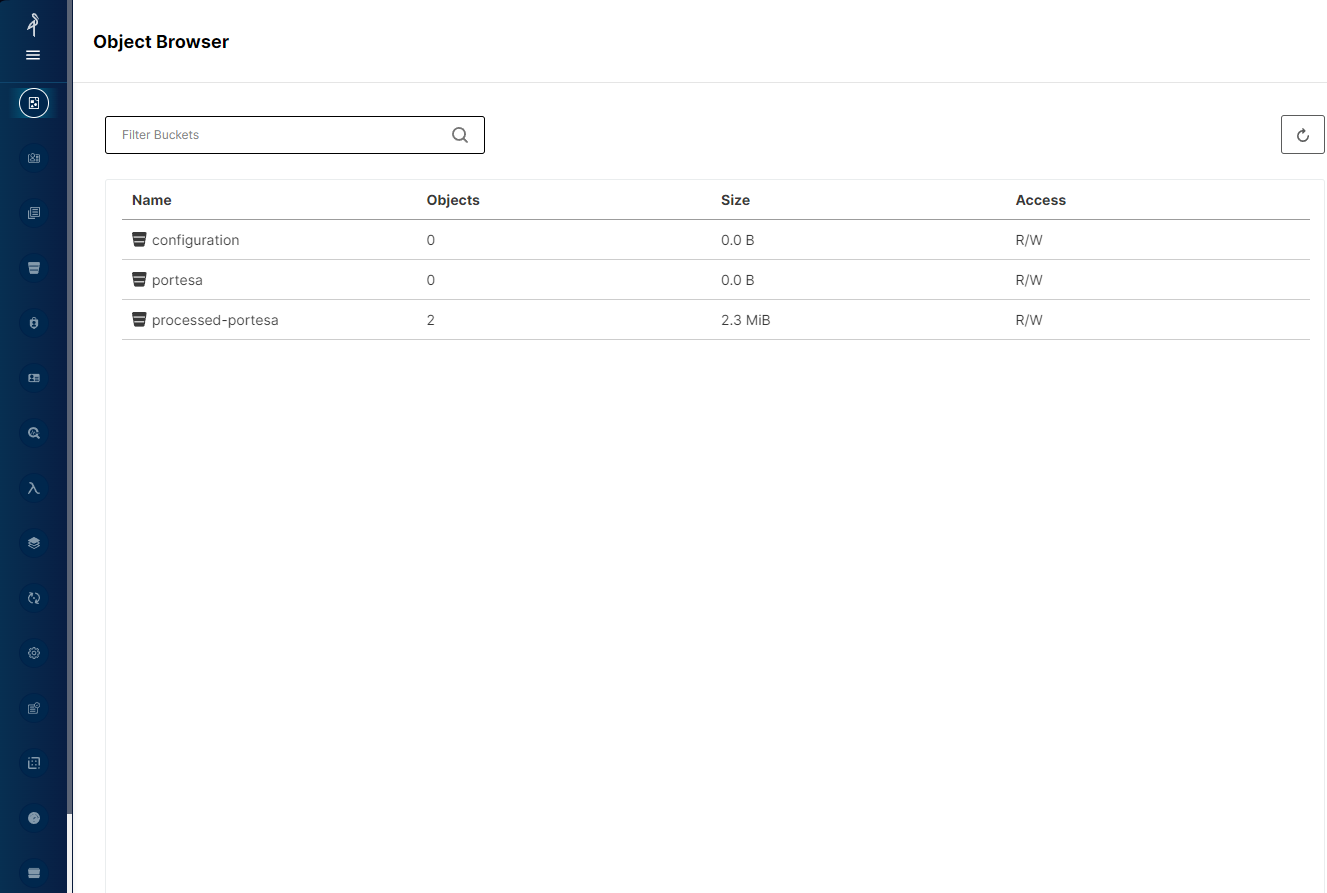 Object Browser
Filter Buckets
Name Objects Size Access
configuration 0 0.0 B R/W
portesa 0 0.0 B R/W
processed-portesa 2 2.3 MiB R/W